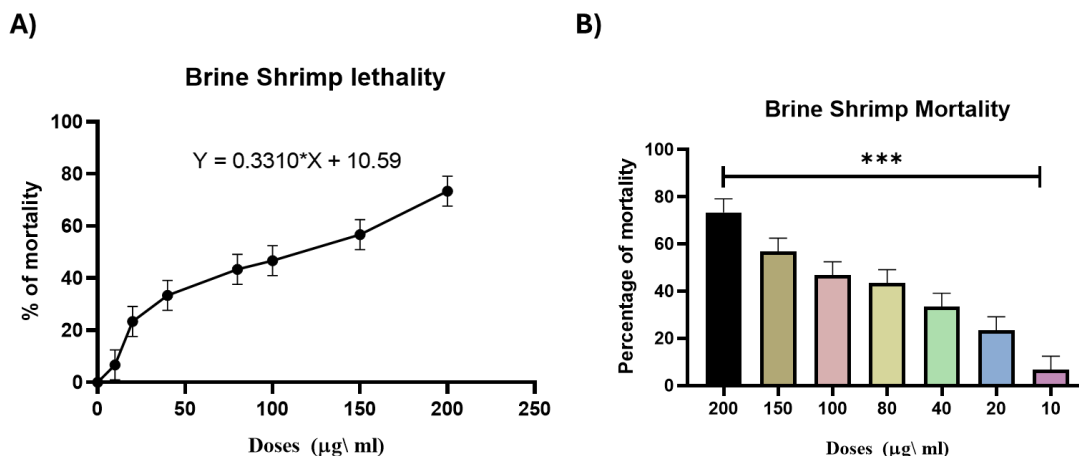 A)
Brine Shrimp lethality
Y = 0.3310*X + 10.59
% of mortality
100
80
60
40
20
0
0 50 100 150 200 250
Doses (μg\ ml)
B)
Brine Shrimp Mortality
***
Percentage of mortality
100
80
60
40
20
0
200 150 100 80 40 20 10
Doses (μg\ ml)